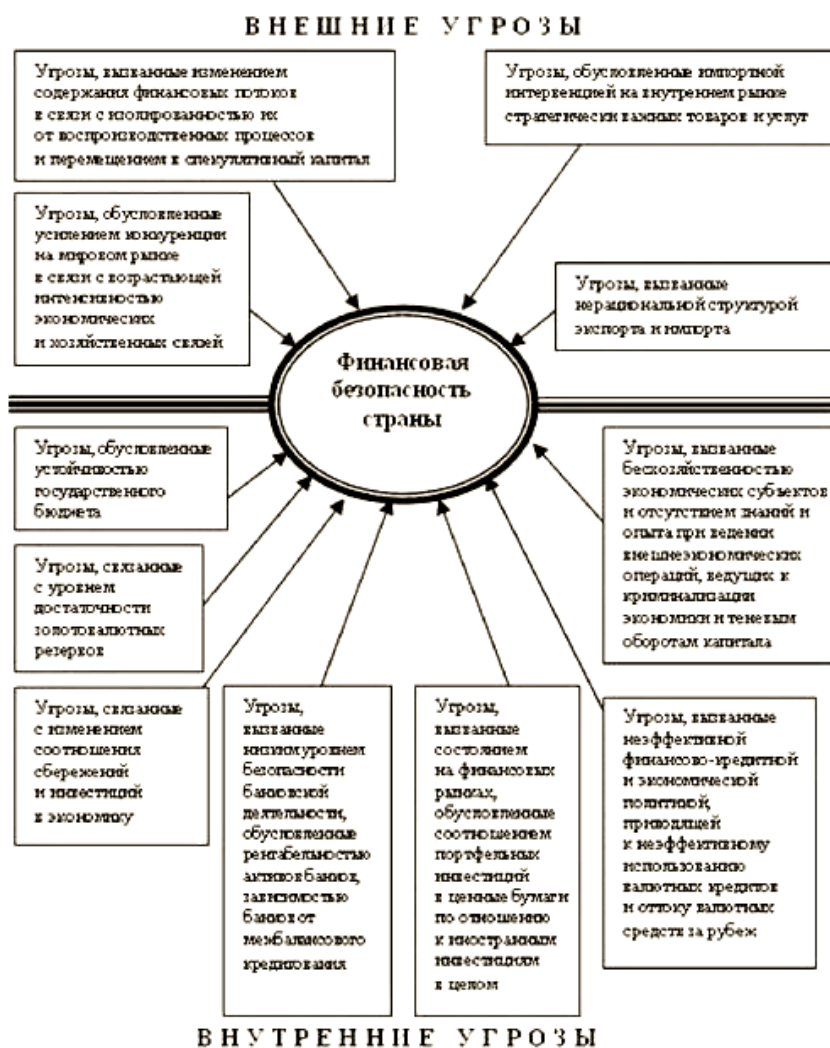 ВНЕШНИЕ УГРОЗЫ
Угрозы, вызванные изменением
содержания финансовых потоков
в связи с изолированностью их
от воспроизводственных процессов
и перемещением в спекулятивный капитал
Угрозы, обусловленные импортной
интервенцией на внутреннем рынке
стратегически важных товаров и услуг
Угрозы, обусловленные
усилением конкуренции
на мировом рынке
в связи с возрастающей
интенсивностью
экономических
и хозяйственных связей
Угрозы, вызванные
нерациональной структурой
экспорта и импорта
Финансовая
безопасность
страны
Угрозы, обусловленные
устойчивостью
государственного
бюджета
Угрозы, вызванные
бесхозяйственностью
экономических субъектов
и отсутствием знаний и
опыта при ведении
внешнеэкономических
операций, ведущих к
криминализации
экономики и теневым
оборотам капитала
Угрозы, связанные
с уровнем
достаточности
золотовалютных
резервов
Угрозы, связанные
с изменением
соотношения
сбережений
и инвестиций
в экономику
Угрозы,
вызванные
низким уровнем
безопасности
банковской
деятельности,
обусловленные
рентабельностью
активов банков,
зависимостью
банков от
межбалансового
кредитования
Угрозы,
вызванные
состоянием
на финансовых
рынках,
обусловленные
соотношением
портфельных
инвестиций
в ценные бумаги
по отношению
к иностранным
инвестициям
в целом
Угрозы, вызванные
неэффективной
финансово-кредитной
и экономической
политикой,
приводящей
к неэффективному
использованию
валютных кредитов
и оттоку валютных
средств за рубеж
ВНУТРЕННИЕ УГРОЗЫ